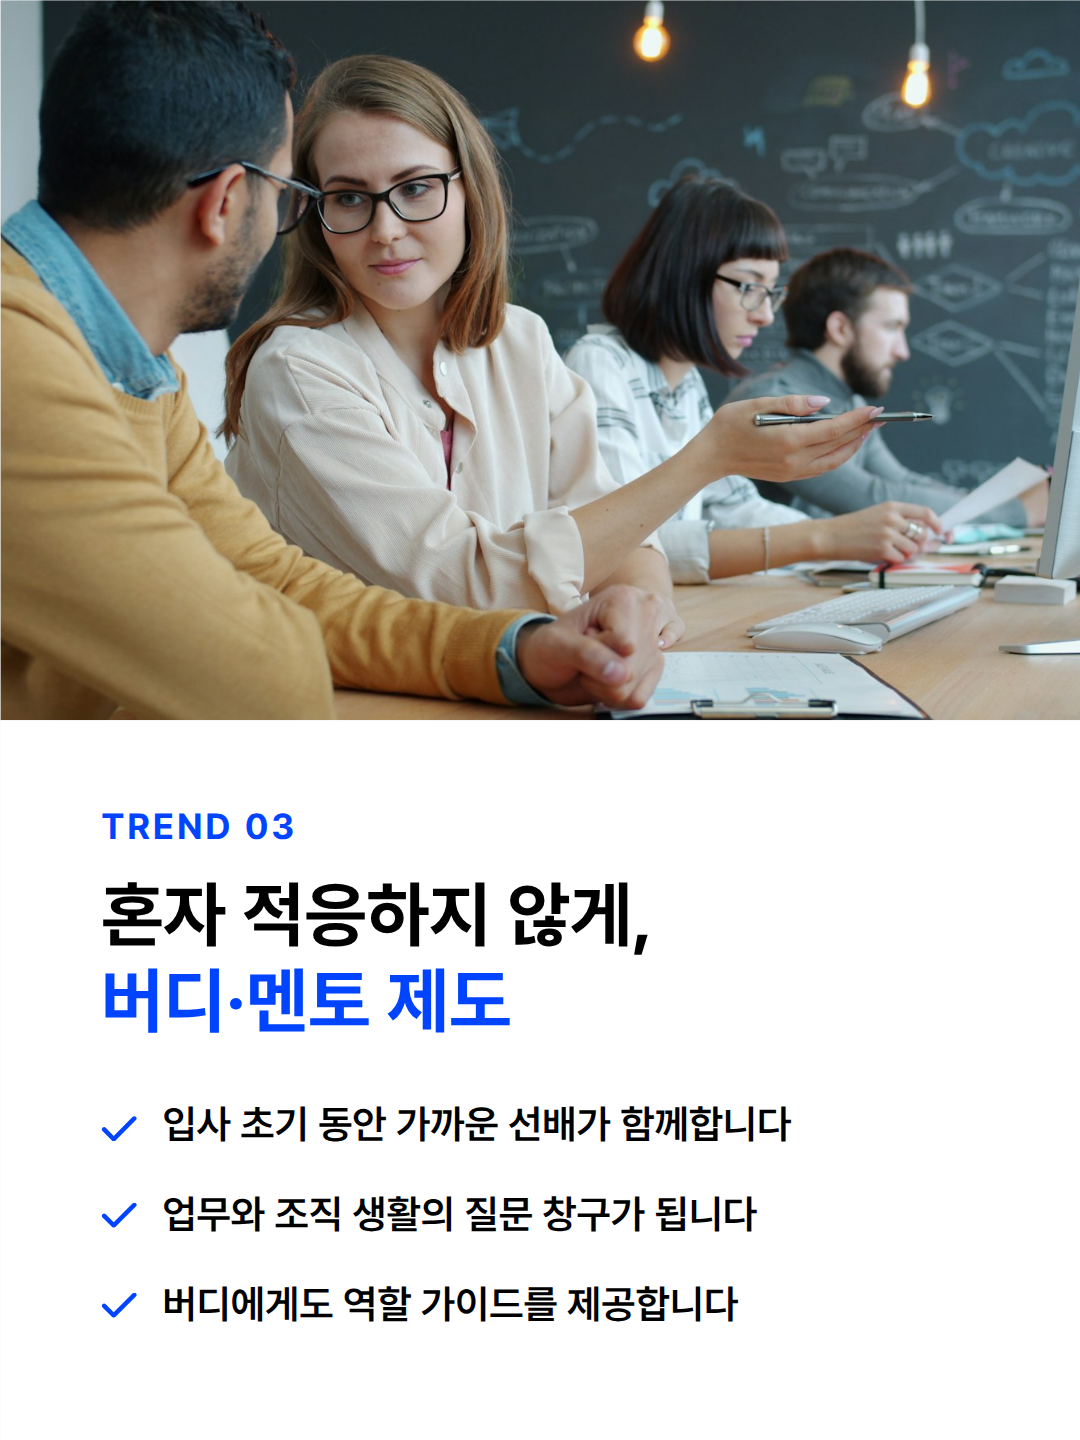 TREND 03
혼자 적응하지 않게,
버디·멘토 제도
입사 초기 동안 가까운 선배가 함께합니다
업무와 조직 생활의 질문 창구가 됩니다
버디에게도 역할 가이드를 제공합니다